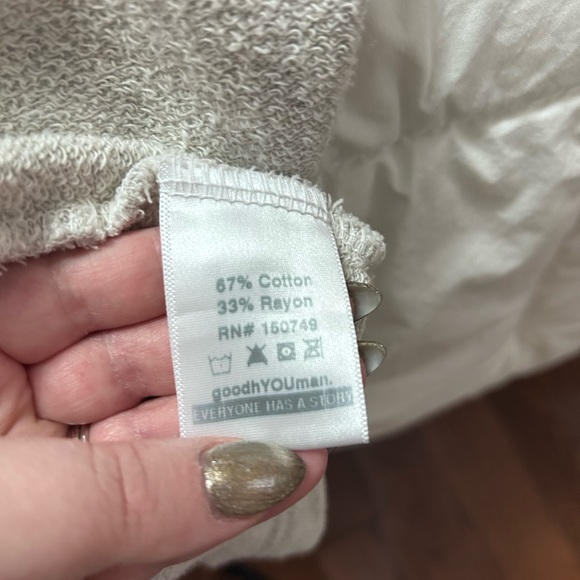 67% Cotton
33% Rayon
RN# 150749
goodhYOUman.
EVERYONE HAS A STORY